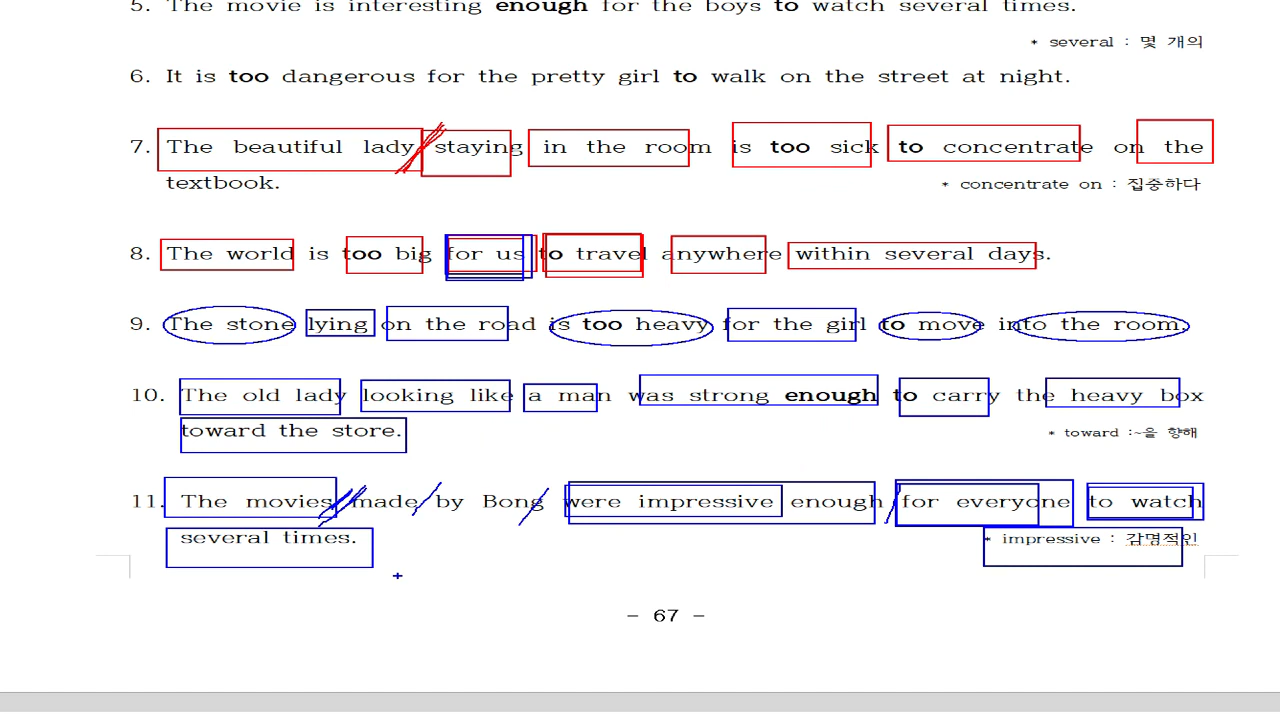 5. The movie is interesting enough for the boys to watch several times.
* several : 몇 개의
6. It is too dangerous for the pretty girl to walk on the street at night.
7. The beautiful lady staying in the room is too sick to concentrate on the
textbook.
* concentrate on : 집중하다
8. The world is too big for us to travel anywhere within several days.
9. The stone lying on the road is too heavy for the girl to move into the room.
10. The old lady looking like a man was strong enough to carry the heavy box
toward the store.
* toward :~을 향해
11. The movies made by Bong were impressive enough for everyone to watch
several times.
* impressive : 감명적인
- 67 -